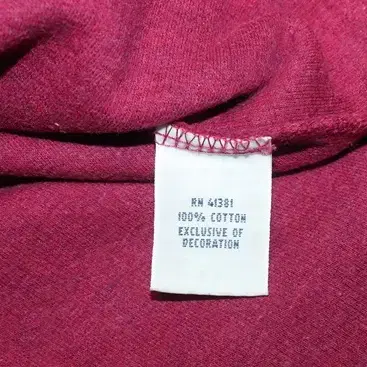 RN 41381
100% COTTON
EXCLUSIVE OF
DECORATION